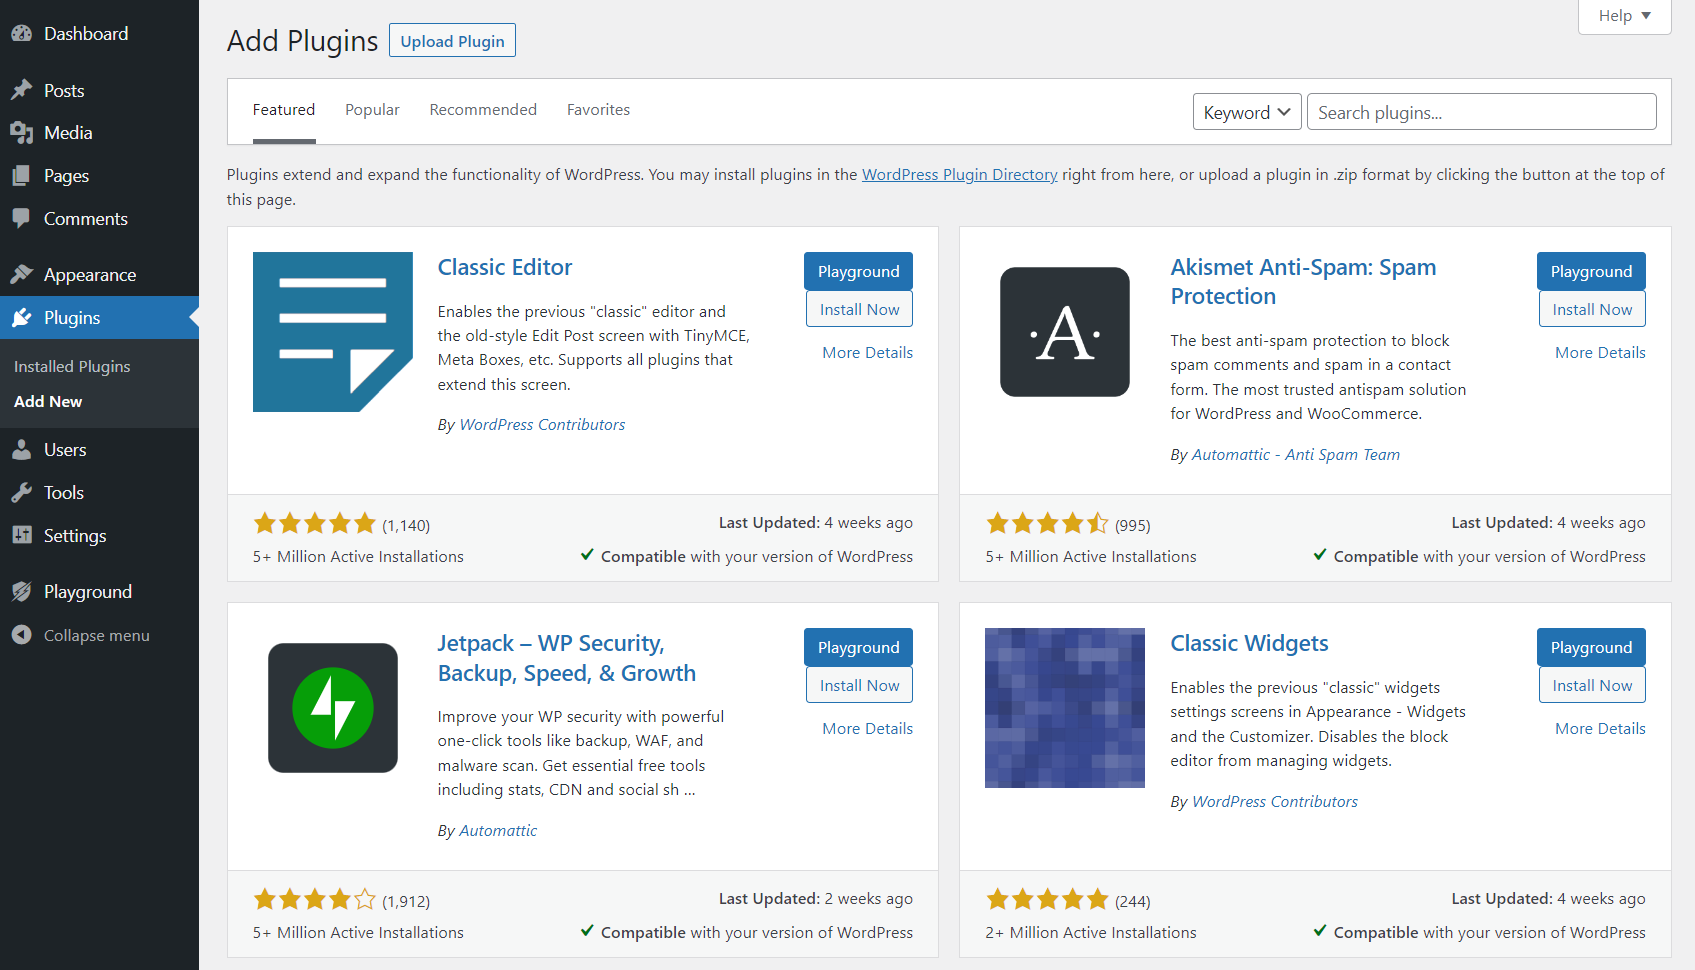 Dashboard
Posts
Media
Pages
Comments
Appearance
Plugins
Installed Plugins
Add New
Users
Tools
Settings
Playground
Collapse menu
Help
Add Plugins
Upload Plugin
Featured
Popular
Recommended
Favorites
Keyword
Search plugins...
Plugins extend and expand the functionality of WordPress. You may install plugins in the WordPress Plugin Directory right from here, or upload a plugin in .zip format by clicking the button at the top of
this page.
Classic Editor
Enables the previous "classic" editor and
the old-style Edit Post screen with TinyMCE,
Meta Boxes, etc. Supports all plugins that
extend this screen.
By WordPress Contributors
Playground
Install Now
More Details
(1,140)
5+ Million Active Installations
Last Updated: 4 weeks ago
Compatible with your version of WordPress
·A·
Akismet Anti-Spam: Spam
Protection
The best anti-spam protection to block
spam comments and spam in a contact
form. The most trusted antispam solution
for WordPress and WooCommerce.
By Automattic - Anti Spam Team
Playground
Install Now
More Details
(995)
5+ Million Active Installations
Last Updated: 4 weeks ago
Compatible with your version of WordPress
Jetpack – WP Security,
Backup, Speed, & Growth
Improve your WP security with powerful
one-click tools like backup, WAF, and
malware scan. Get essential free tools
including stats, CDN and social sh ...
By Automattic
Playground
Install Now
More Details
(1,912)
5+ Million Active Installations
Last Updated: 2 weeks ago
Compatible with your version of WordPress
Classic Widgets
Enables the previous "classic" widgets
settings screens in Appearance - Widgets
and the Customizer. Disables the block
editor from managing widgets.
By WordPress Contributors
Playground
Install Now
More Details
(244)
2+ Million Active Installations
Last Updated: 4 weeks ago
Compatible with your version of WordPress